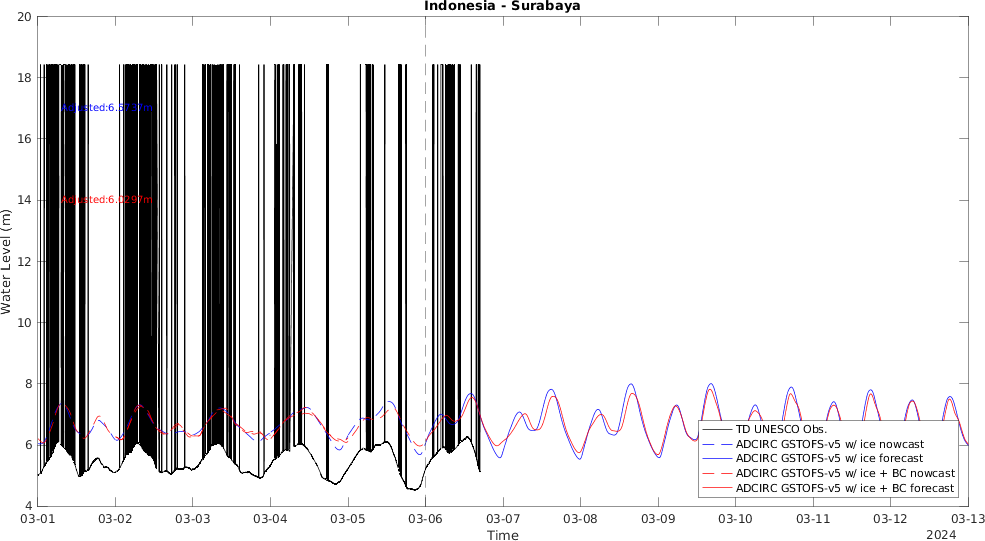 Indonesia - Surabaya
20
18
16
14
12
10
8
6
4
Water Level (m)
Adjusted:6.0297m
TD UNESCO Obs.
ADCIRC GSTOFS-v5 w/ ice nowcast
ADCIRC GSTOFS-v5 w/ ice forecast
ADCIRC GSTOFS-v5 w/ ice + BC nowcast
ADCIRC GSTOFS-v5 w/ ice + BC forecast
03-01 03-02 03-03 03-04 03-05 03-06 03-07 03-08 03-09 03-10 03-11 03-12 03-13
Time
2024